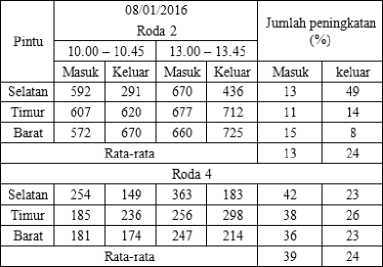 Pintu 08/01/2016 Jumlah peningkatan (%)
Roda 2
10.00 – 10.45 13.00 – 13.45
Masuk Keluar Masuk Keluar Masuk keluar
Selatan 592 291 670 436 13 49
Timur 607 620 677 712 11 14
Barat 572 670 660 725 15 8
Rata-rata 13 24
Roda 4
Selatan 254 149 363 183 42 23
Timur 185 236 256 298 38 26
Barat 181 174 247 214 36 23
Rata-rata 39 24